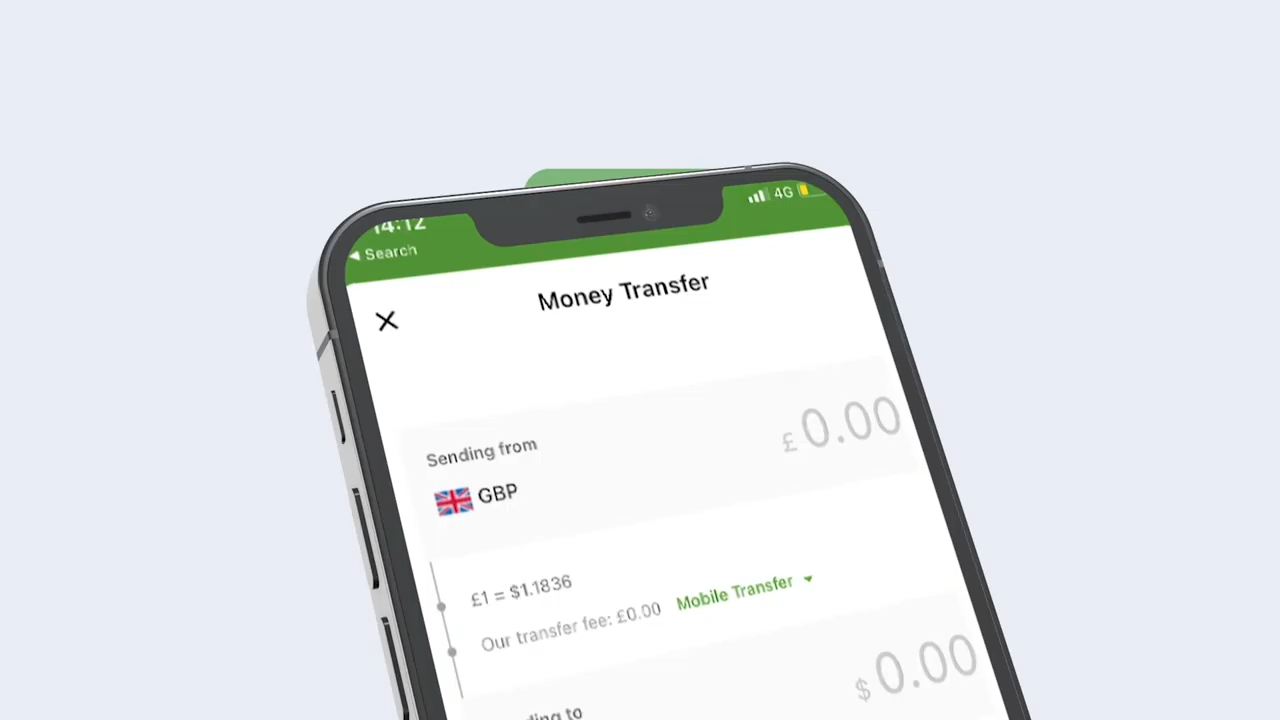 14:12
4G
◀ Search
Money Transfer
Sending from
£ 0.00
GBP
£1 = $1.1836
Our transfer fee: £0.00 Mobile Transfer
$ 0.00
to